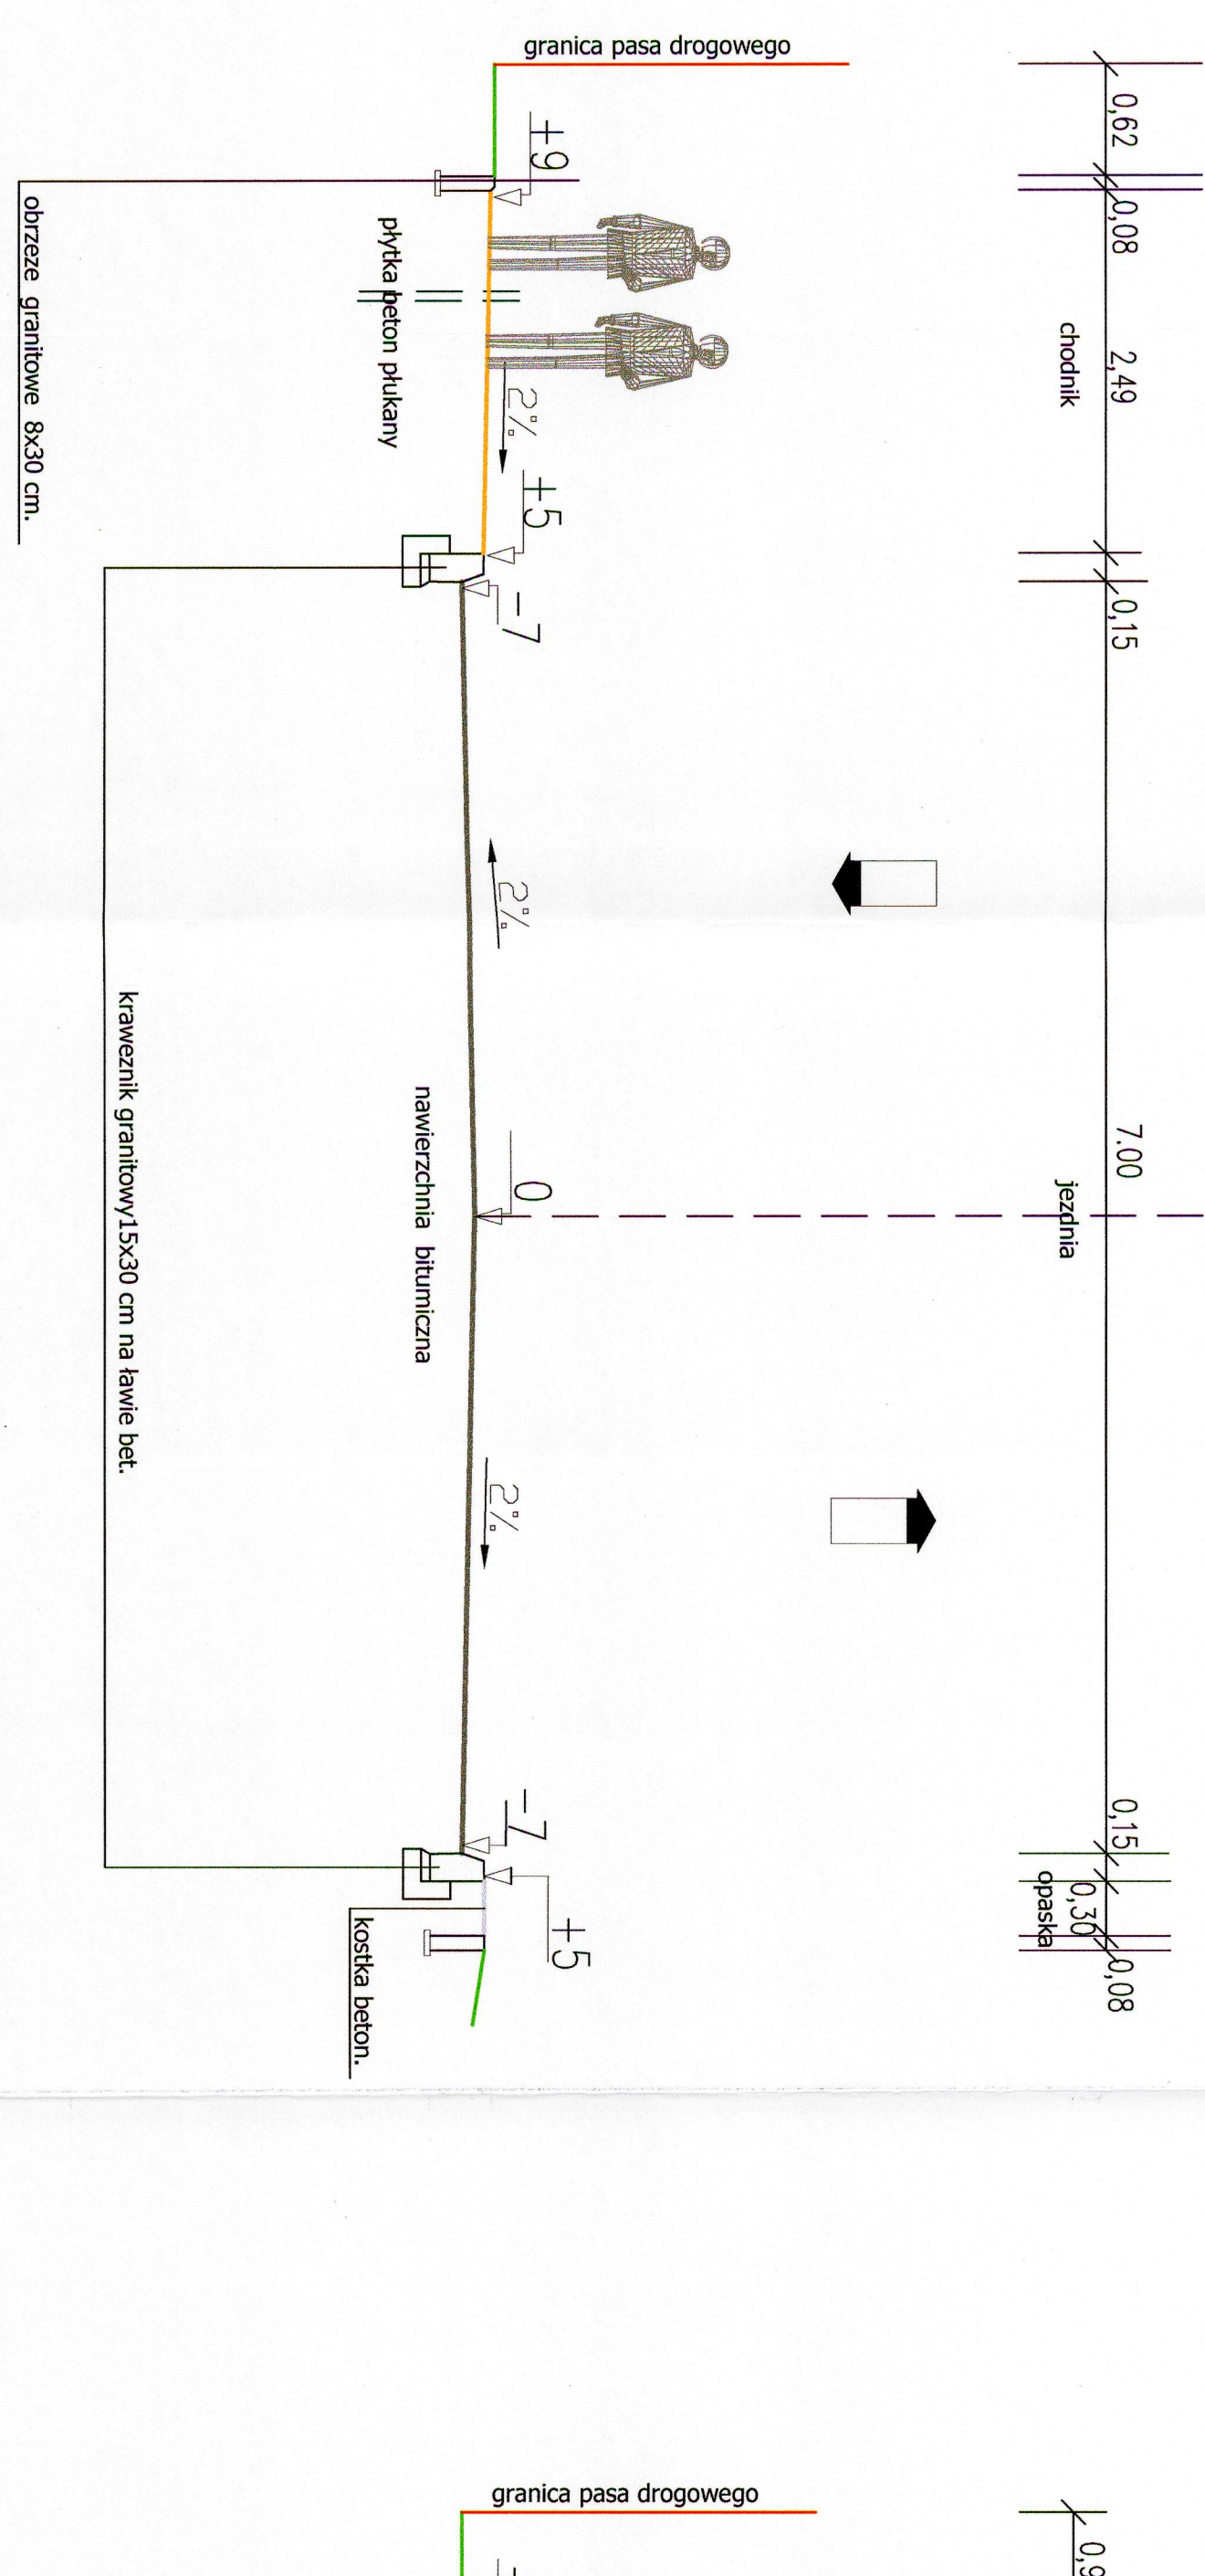 granica pasa drogowego
0,62
0,08
2,49
0,15
7.00
0,15
0,30
0,08
chodnik
jezdnia
opaska
+9
2%
+5
-7
2%
0
2%
-7
+5
płytka beton płukany
nawierzchnia bitumiczna
kostka beton.
kraweznik granitowy15x30 cm na ławie bet.
obrzeze granitowe 8x30 cm.
granica pasa drogowego